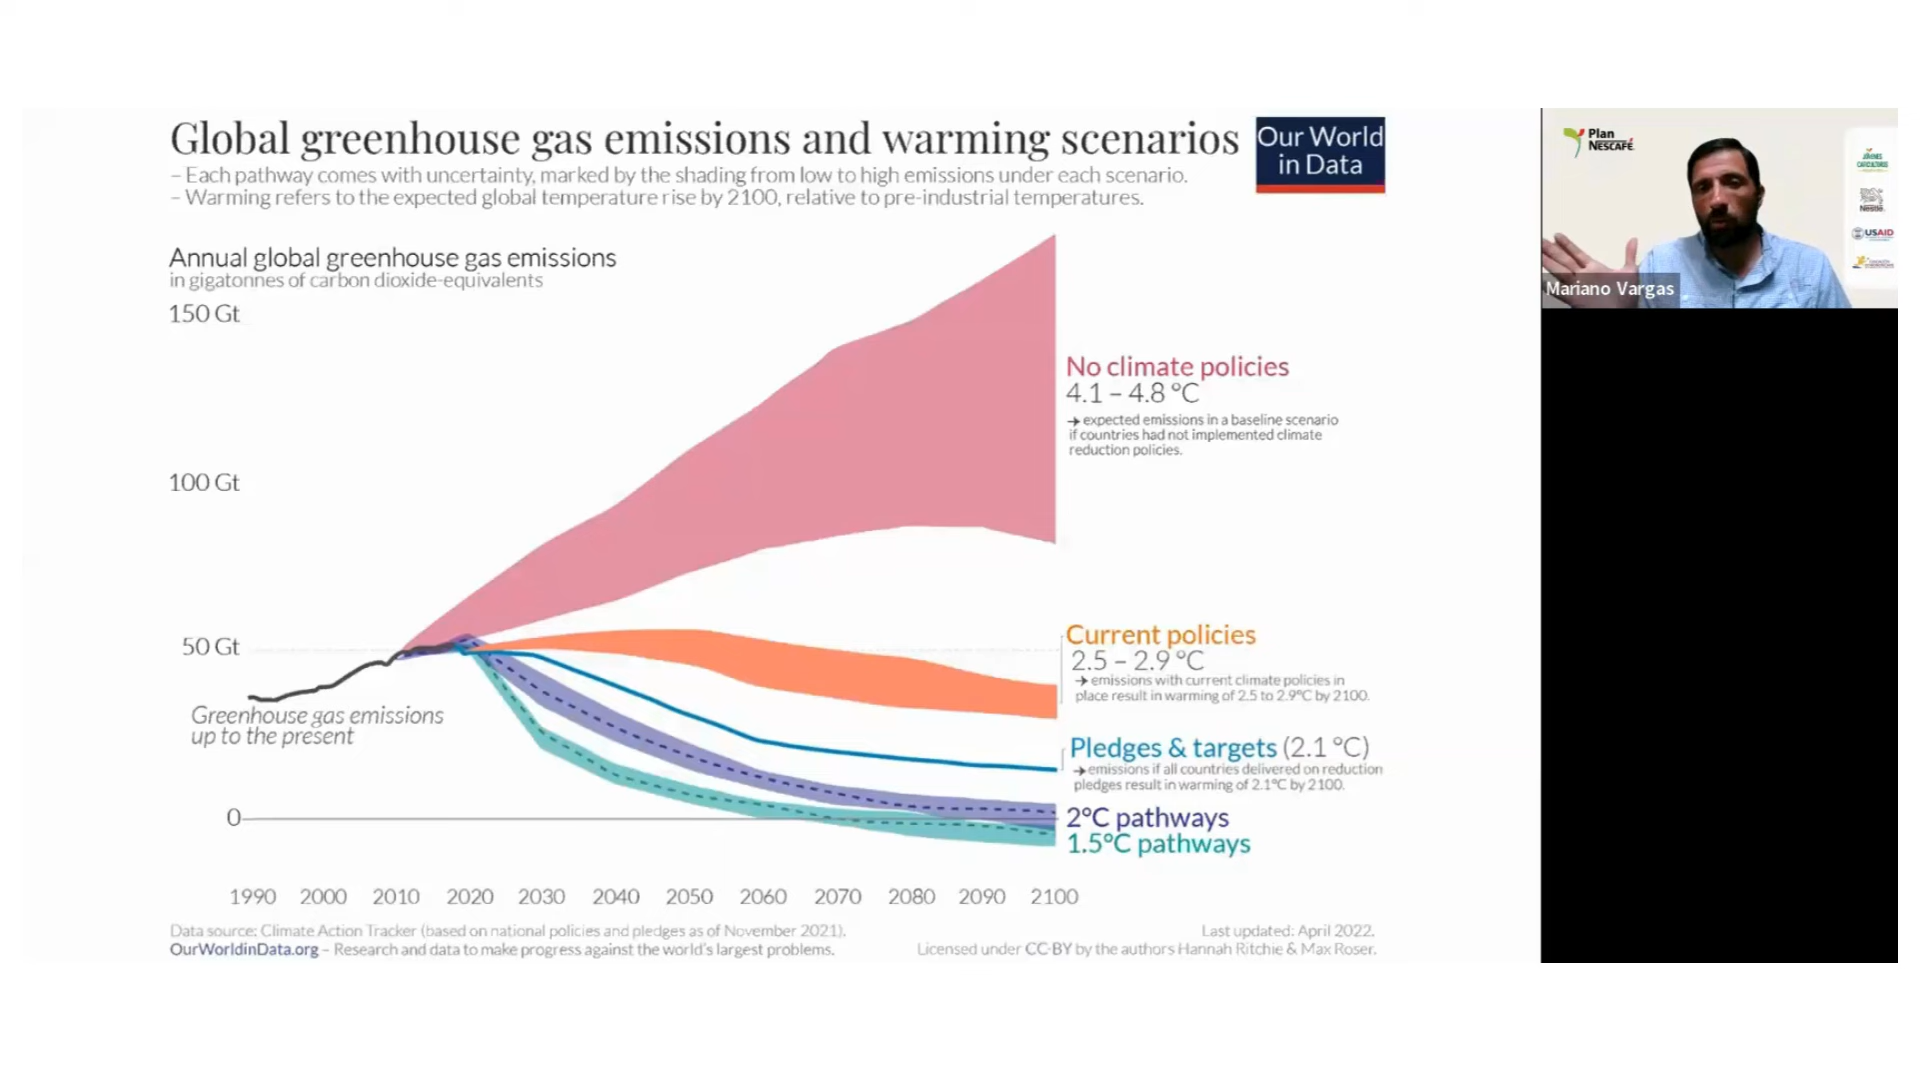 Global greenhouse gas emissions and warming scenarios
– Each pathway comes with uncertainty, marked by the shading from low to high emissions under each scenario.
– Warming refers to the expected global temperature rise by 2100, relative to pre-industrial temperatures.
Our World
in Data
Annual global greenhouse gas emissions
in gigatonnes of carbon dioxide-equivalents
150 Gt
100 Gt
50 Gt
0
No climate policies
4.1 – 4.8 °C
→ expected emissions in a baseline scenario
if countries had not implemented climate
reduction policies.
Current policies
2.5 – 2.9 °C
→ emissions with current climate policies in
place result in warming of 2.5 to 2.9°C by 2100.
Greenhouse gas emissions
up to the present
Pledges & targets (2.1 °C)
→ emissions if all countries delivered on reduction
pledges result in warming of 2.1°C by 2100.
2°C pathways
1.5°C pathways
1990 2000 2010 2020 2030 2040 2050 2060 2070 2080 2090 2100
Data source: Climate Action Tracker (based on national policies and pledges as of November 2021).
Last updated: April 2022.
OurWorldinData.org – Research and data to make progress against the world's largest problems.
Licensed under CC-BY by the authors Hannah Ritchie & Max Roser.
Plan
NESCAFÉ
Nestlé
USAID
Mariano Vargas